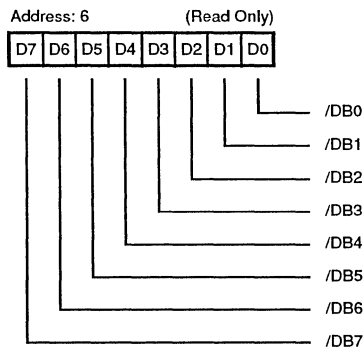 Address: 6 (Read Only)
D7 D6 D5 D4 D3 D2 D1 D0
/DB0
/DB1
/DB2
/DB3
/DB4
/DB5
/DB6
/DB7